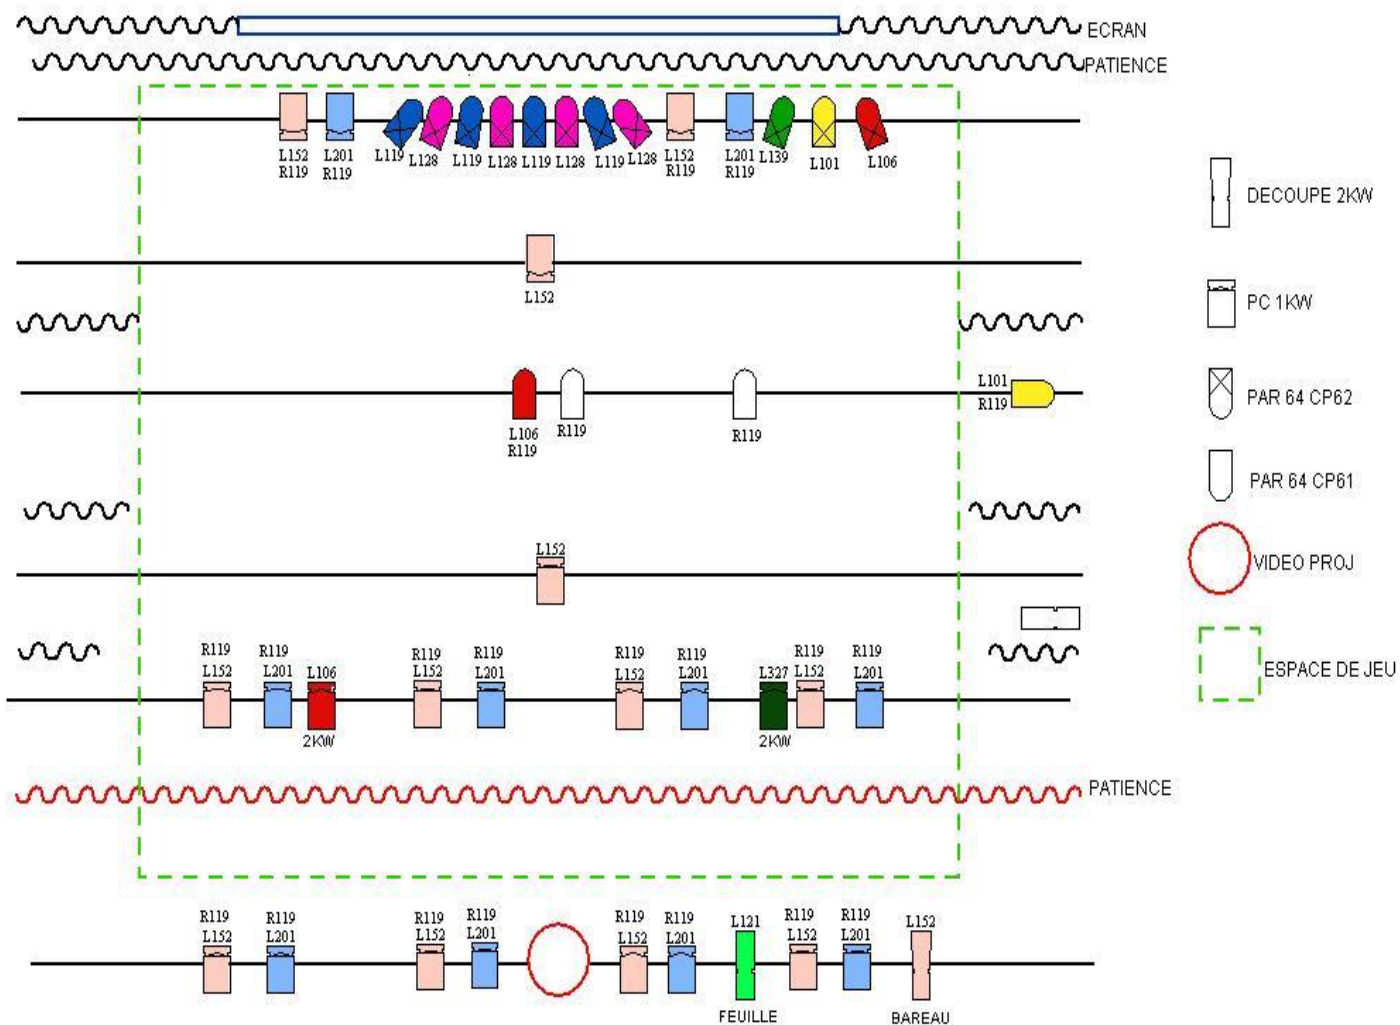 ECRAN
PATIENCE
L152 L201 L119 L128 L119 L128 L119 L128 L119 L128 L152 L201 L139 L101 L106
R119 R119 R119 R119
DECOUPE 2KW
L152
PC 1KW
L101
R119
PAR 64 CP62
L106 R119 R119
R119
PAR 64 CP61
L152
VIDEO PROJ
R119 R119 R119 R119 R119 R119 R119 R119
L152 L201 L106 L152 L201 L152 L201 L327 L152 L201
ESPACE DE JEU
2KW 2KW
PATIENCE
R119 R119 R119 R119 R119 R119 R119 R119
L152 L201 L152 L201 L152 L201 L121 L152 L201 L152
FEUILLE BAREAU